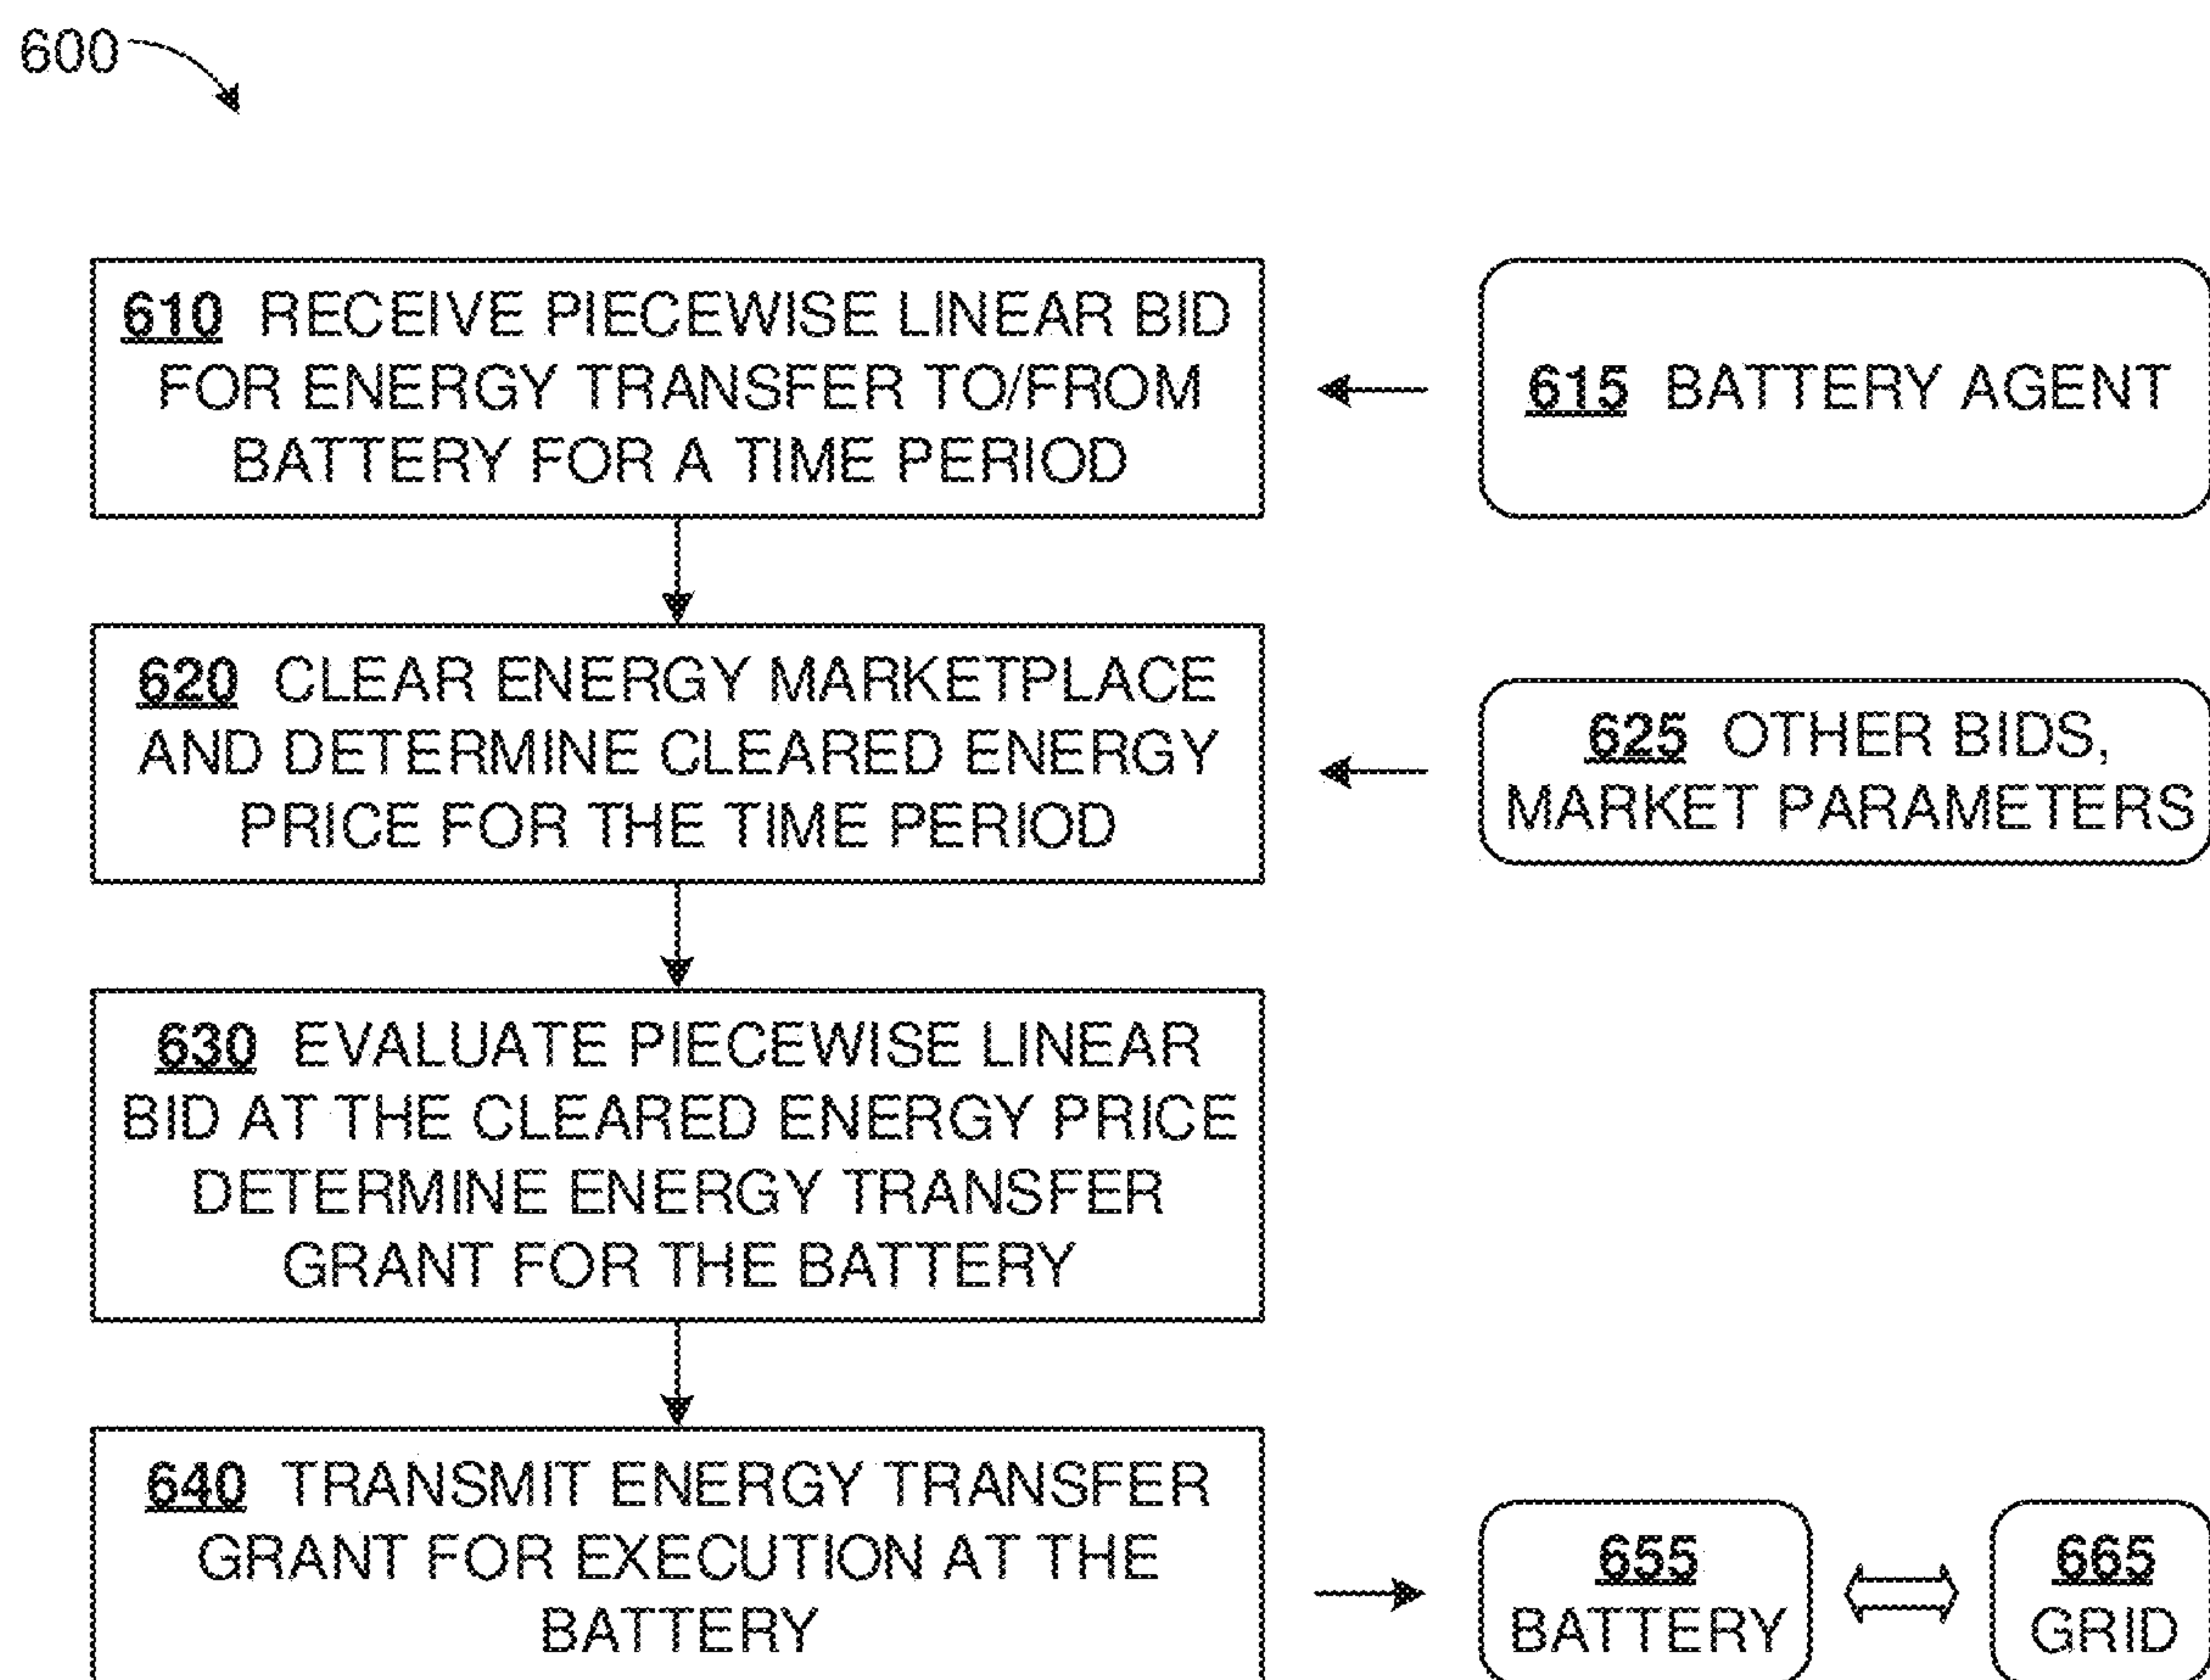 600
610 RECEIVE PIECEWISE LINEAR BID
FOR ENERGY TRANSFER TO/FROM
BATTERY FOR A TIME PERIOD
615 BATTERY AGENT
620 CLEAR ENERGY MARKETPLACE
AND DETERMINE CLEARED ENERGY
PRICE FOR THE TIME PERIOD
625 OTHER BIDS,
MARKET PARAMETERS
630 EVALUATE PIECEWISE LINEAR
BID AT THE CLEARED ENERGY PRICE
DETERMINE ENERGY TRANSFER
GRANT FOR THE BATTERY
640 TRANSMIT ENERGY TRANSFER
GRANT FOR EXECUTION AT THE
BATTERY
655
BATTERY
665
GRID